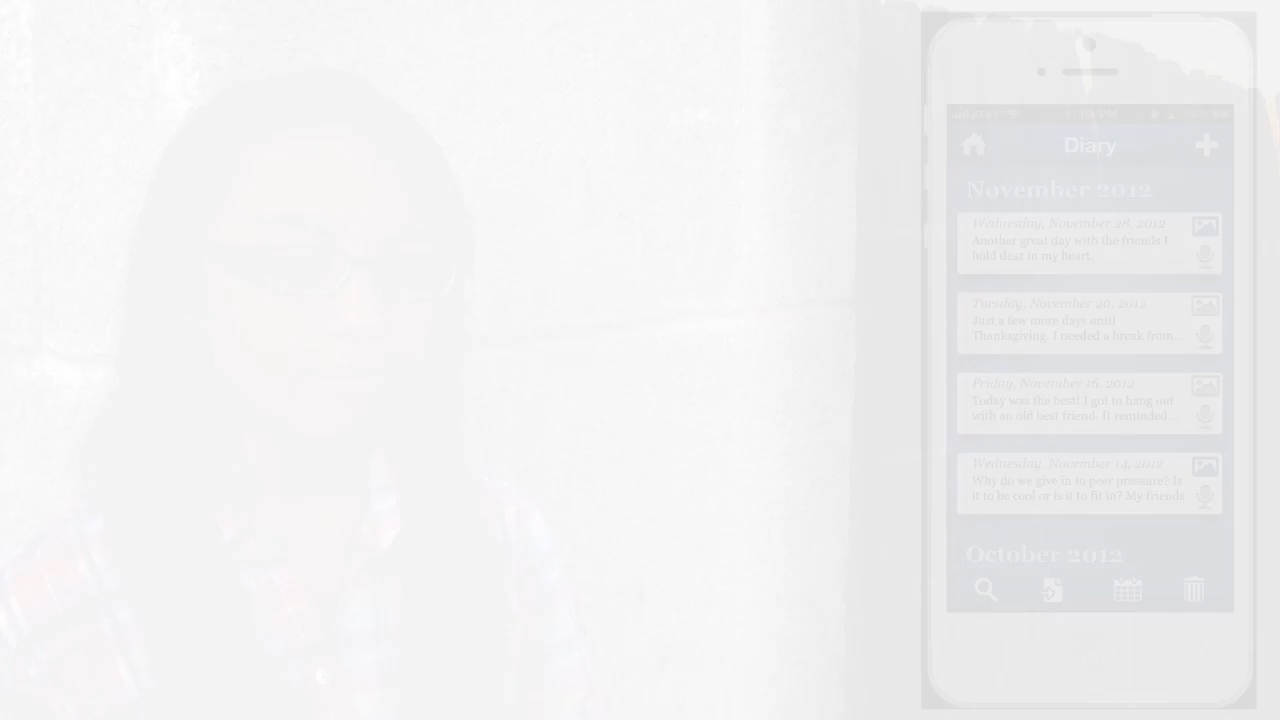 Diary
November 2012
Wednesday, November 28, 2012
Another great day with the friends I
hold dear in my heart.
Tuesday, November 20, 2012
Just a few more days until
Thanksgiving. I needed a break from...
Friday, November 16, 2012
Today was the best! I got to hang out
with an old best friend. It reminded...
Wednesday, November 14, 2012
Why do we give in to peer pressure? Is
it to be cool or is it to fit in? My friends
October 2012